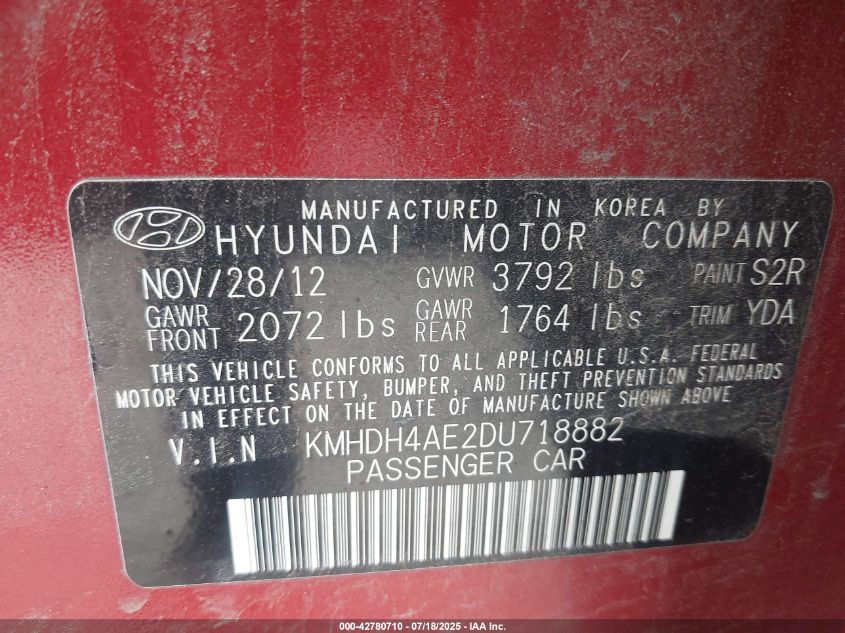 MANUFACTURED IN KOREA BY
HYUNDAI MOTOR COMPANY
NOV/28/12 GVWR 3792 lbs PAINT S2R
GAWR FRONT 2072 lbs GAWR REAR 1764 lbs TRIM YDA
THIS VEHICLE CONFORMS TO ALL APPLICABLE U.S.A. FEDERAL
MOTOR VEHICLE SAFETY, BUMPER, AND THEFT PREVENTION STANDARDS
IN EFFECT ON THE DATE OF MANUFACTURE SHOWN ABOVE
V.I.N KMHDH4AE2DU718882
PASSENGER CAR
000-42780710 - 07/18/2025 - IAA Inc.